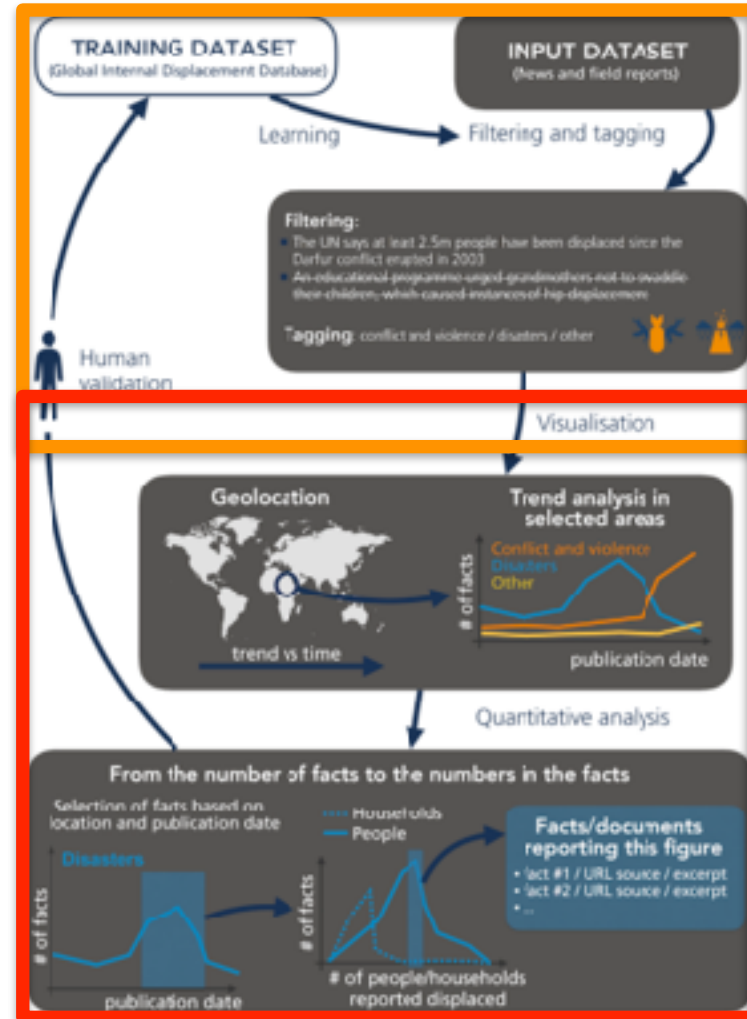 TRAINING DATASET
(Global Internal Displacement Database)
INPUT DATASET
(News and field reports)
Learning
Filtering and tagging
Filtering:
The UN says at least 2.5m people have been displaced since the
Darfur conflict erupted in 2003
An educational programme urged grandmothers not to swaddle
their children, which caused instances of hip displacement
Tagging: conflict and violence / disasters / other
Human
validation
Visualisation
Geolocation
trend vs time
Trend analysis in
selected areas
Conflict and violence
Disasters
Other
# of facts
publication date
Quantitative analysis
From the number of facts to the numbers in the facts
Selection of facts based on
location and publication date
Disasters
# of facts
publication date
Households
People
# of facts
# of people/households
reported displaced
Facts/documents
reporting this figure
• fact #1 / URL source / excerpt
• fact #2 / URL source / excerpt
• ...